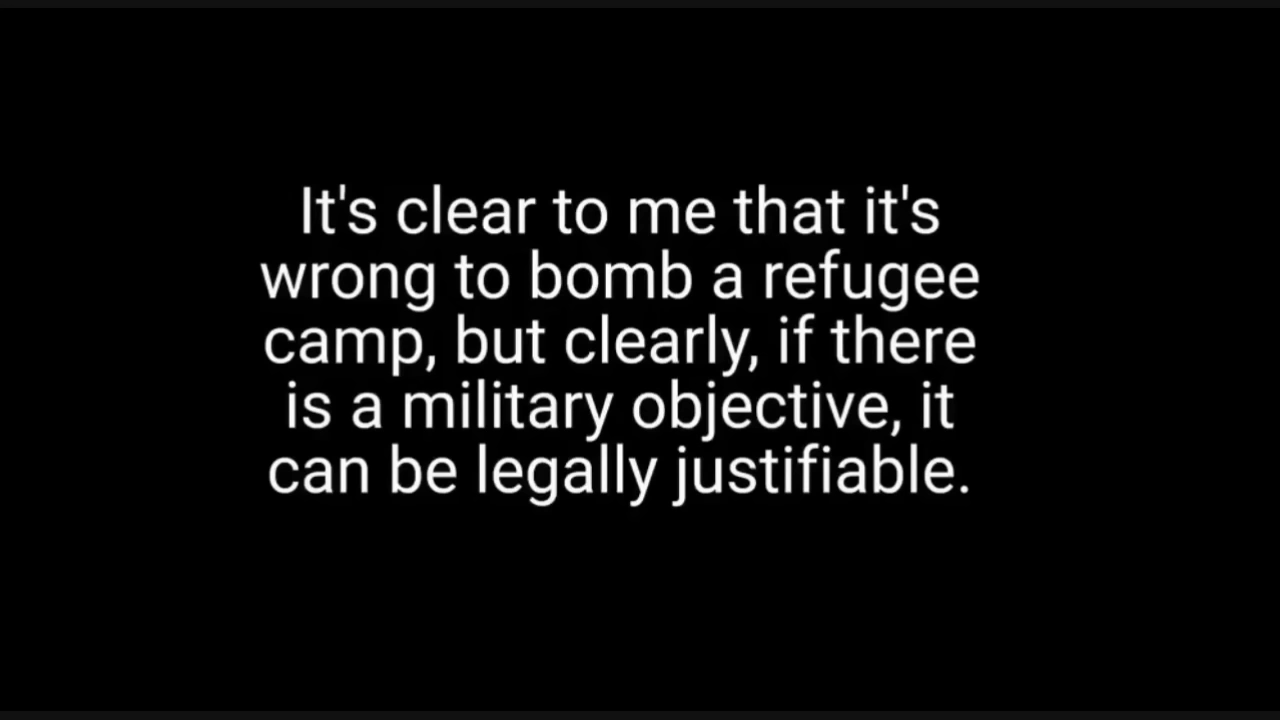 It's clear to me that it's
wrong to bomb a refugee
camp, but clearly, if there
is a military objective, it
can be legally justifiable.